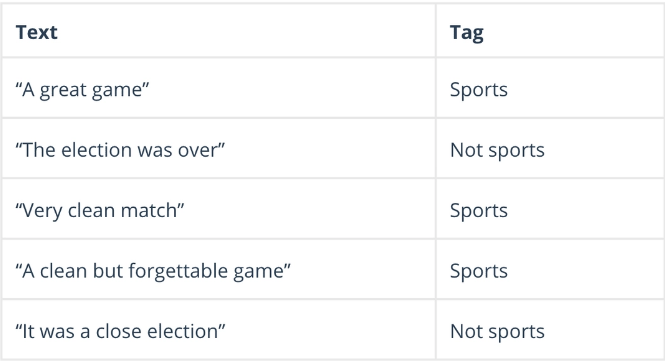 Text Tag
“A great game” Sports
“The election was over” Not sports
“Very clean match” Sports
“A clean but forgettable game” Sports
“It was a close election” Not sports